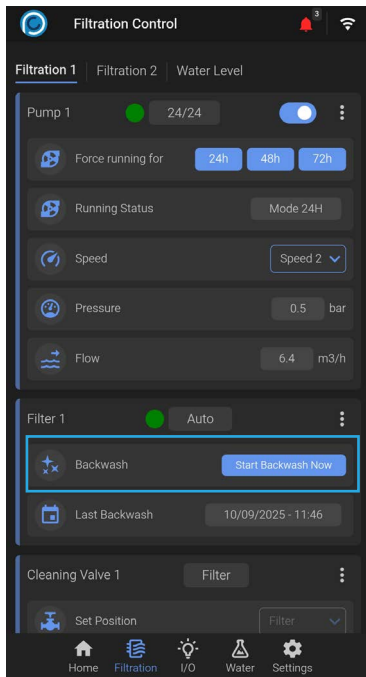 Filtration Control
3
Filtration 1 Filtration 2 Water Level
Pump 1 24/24
Force running for 24h 48h 72h
Running Status Mode 24H
Speed Speed 2
Pressure 0.5 bar
Flow 6.4 m3/h
Filter 1 Auto
Backwash Start Backwash Now
Last Backwash 10/09/2025 - 11:46
Cleaning Valve 1 Filter
Set Position Filter
Home Filtration I/O Water Settings